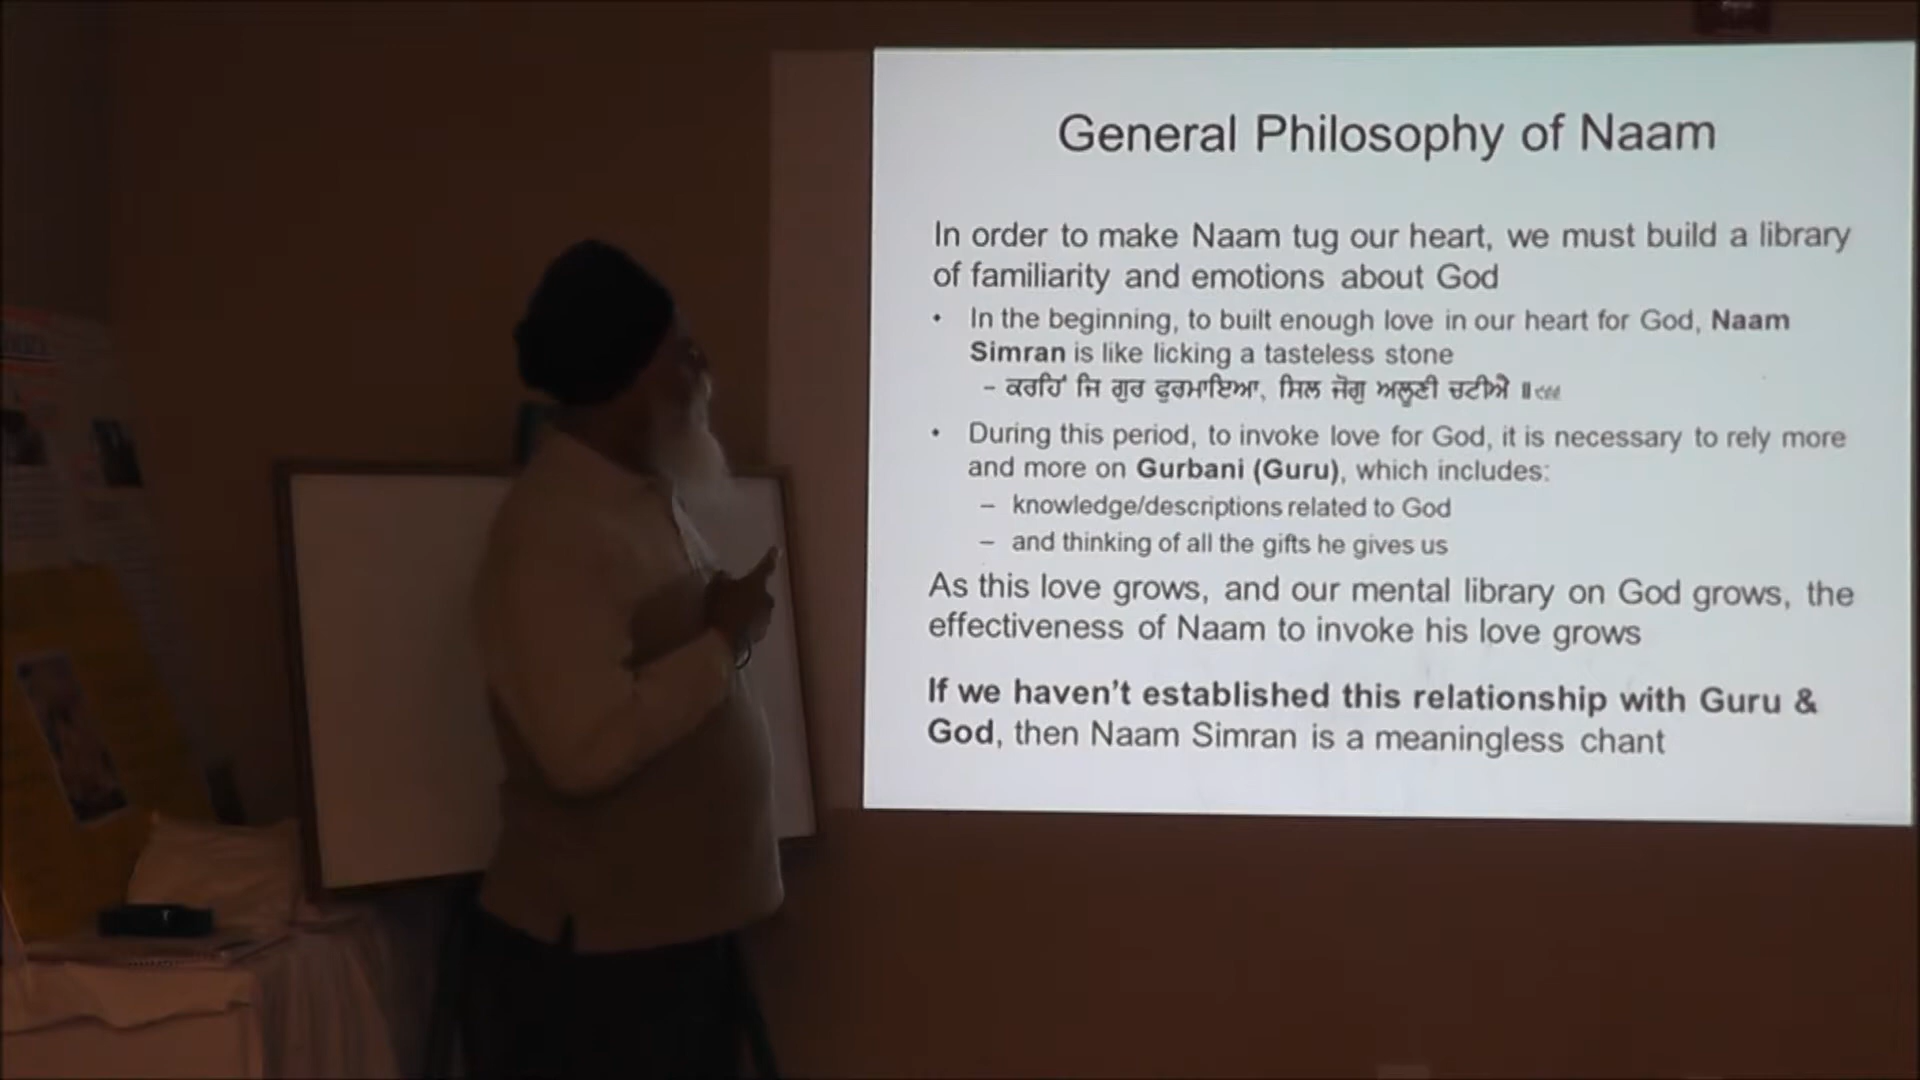 General Philosophy of Naam
In order to make Naam tug our heart, we must build a library
of familiarity and emotions about God
• In the beginning, to built enough love in our heart for God, Naam
Simran is like licking a tasteless stone
– ਕਰਹਿੰ ਜਿ ਗੁਰ ਫੁਰਮਾਇਆ, ਸਿਲ ਜੋਗੁ ਅਲੂਣੀ ਚਟੀਐ ॥
• During this period, to invoke love for God, it is necessary to rely more
and more on Gurbani (Guru), which includes:
– knowledge/descriptions related to God
– and thinking of all the gifts he gives us
As this love grows, and our mental library on God grows, the
effectiveness of Naam to invoke his love grows
If we haven't established this relationship with Guru &
God, then Naam Simran is a meaningless chant